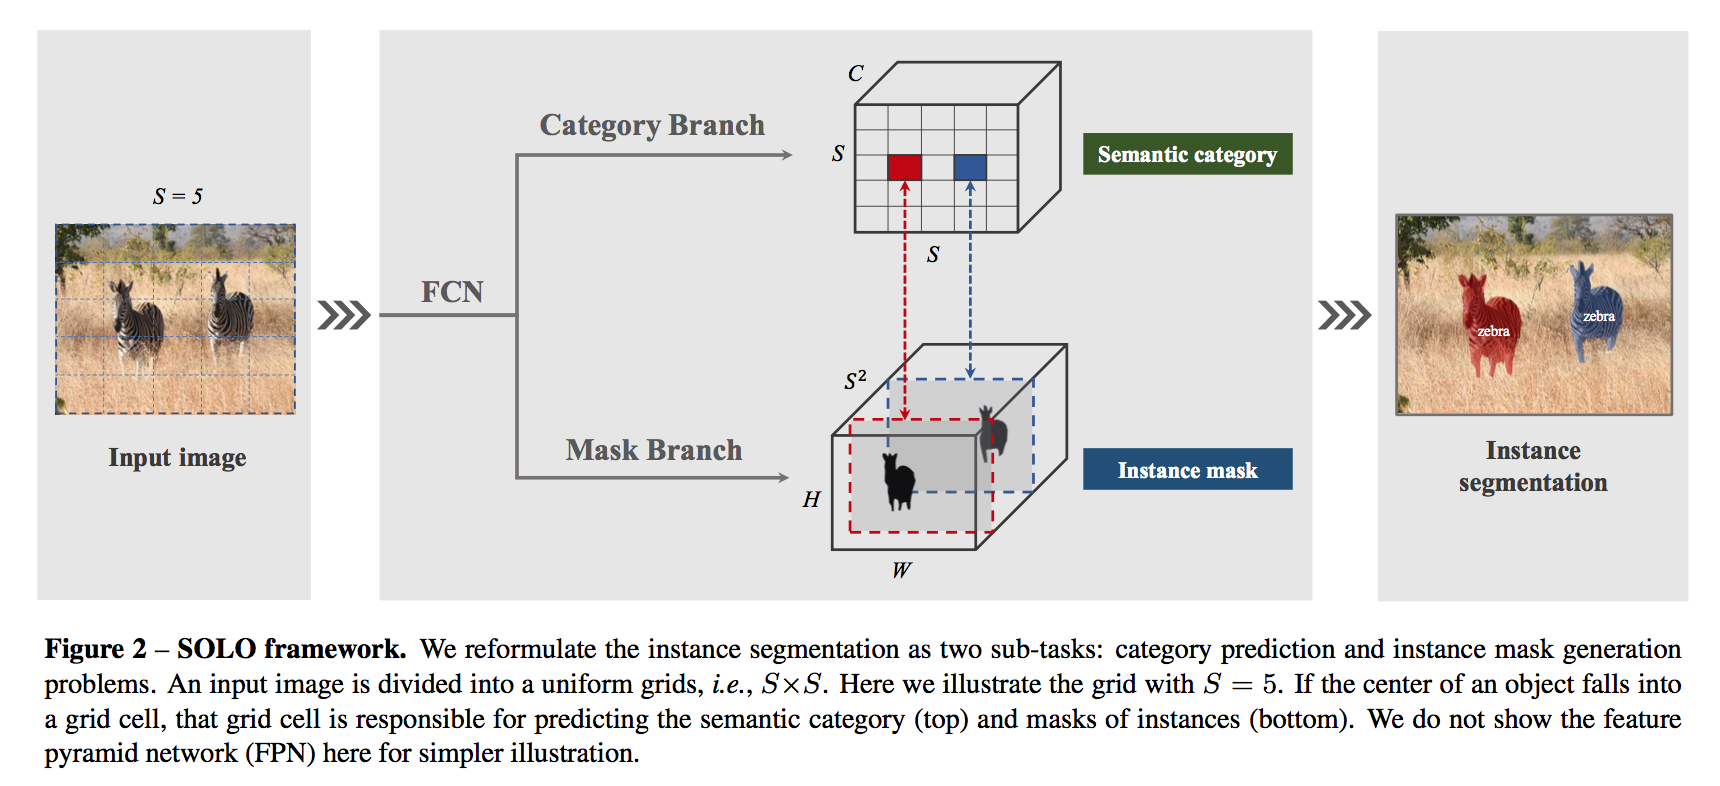 S = 5
Input image
FCN
Category Branch
Mask Branch
C
S
S
S²
H
W
Semantic category
Instance mask
zebra
zebra
Instance
segmentation
Figure 2 – SOLO framework. We reformulate the instance segmentation as two sub-tasks: category prediction and instance mask generation
problems. An input image is divided into a uniform grids, i.e., S×S. Here we illustrate the grid with S = 5. If the center of an object falls into
a grid cell, that grid cell is responsible for predicting the semantic category (top) and masks of instances (bottom). We do not show the feature
pyramid network (FPN) here for simpler illustration.